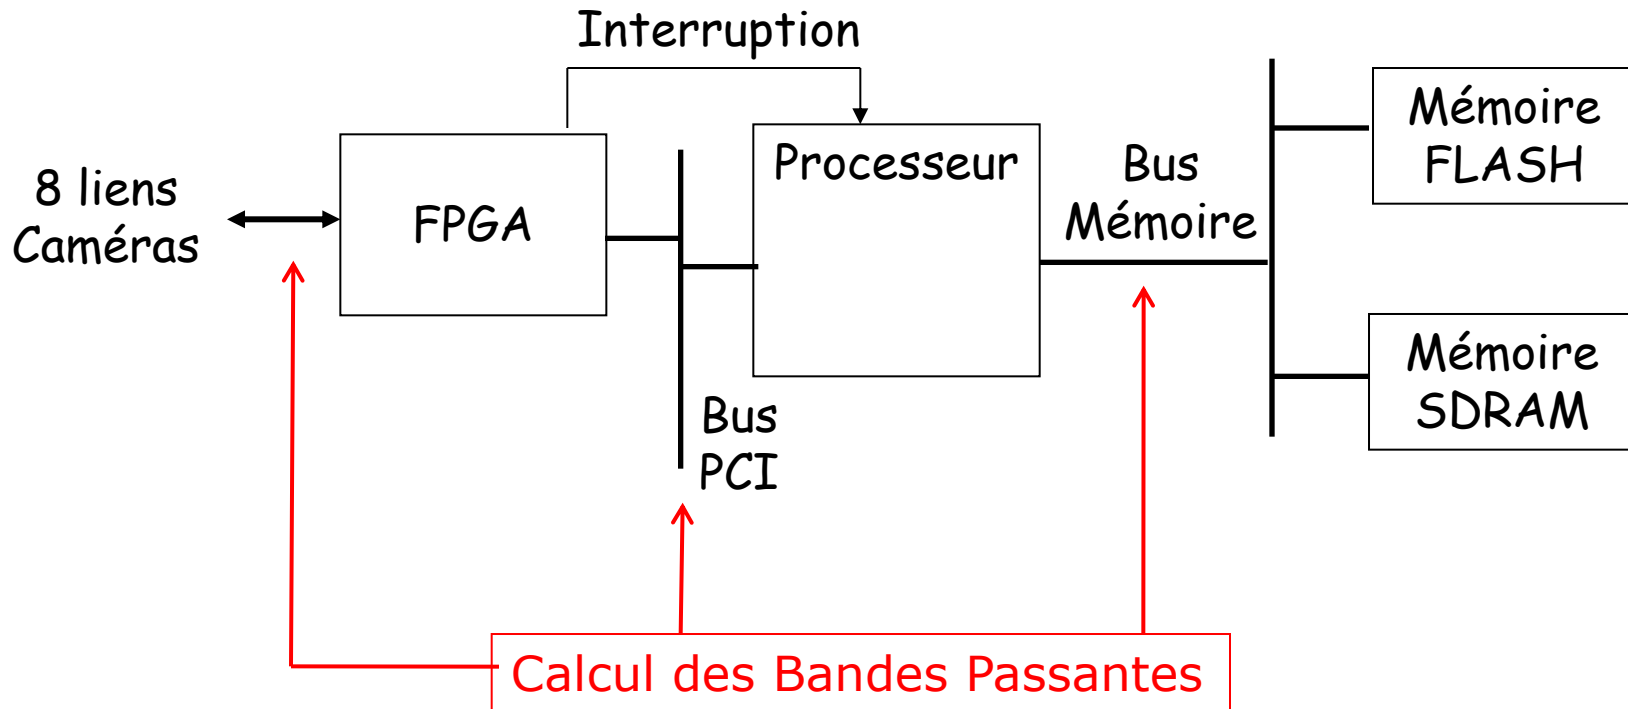 Interruption
8 liens
Caméras
FPGA
Processeur
Bus
Mémoire
Mémoire
FLASH
Mémoire
SDRAM
Bus
PCI
Calcul des Bandes Passantes